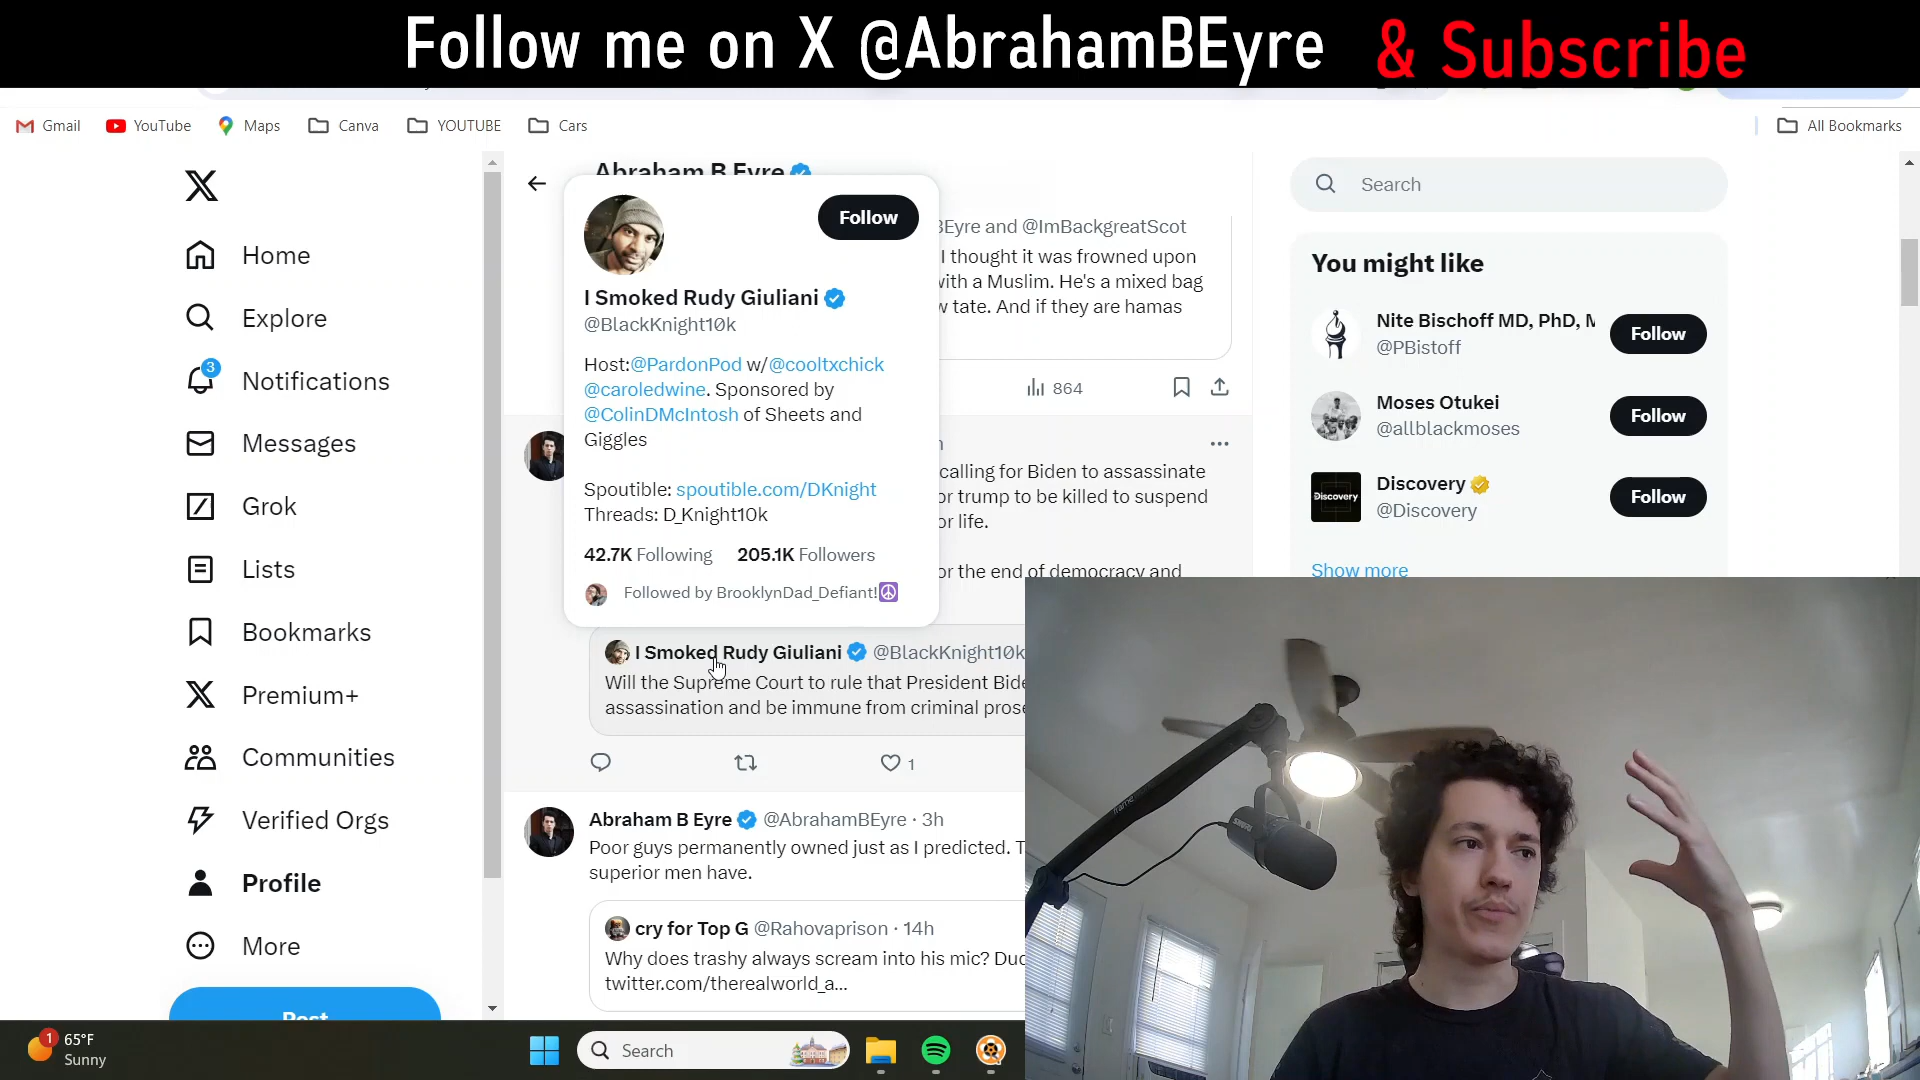 Follow me on X @AbrahamBEyre & Subscribe
Gmail YouTube Maps Canva YOUTUBE Cars All Bookmarks
Home
Explore
3
Notifications
Messages
Grok
Lists
Bookmarks
Premium+
Communities
Verified Orgs
Profile
More
Post
Abraham B Eyre
Follow
I Smoked Rudy Giuliani
@BlackKnight10k
Host:@PardonPod w/@cooltxchick
@caroledwine. Sponsored by
@ColinDMcIntosh of Sheets and
Giggles
Spoutible: spoutible.com/DKnight
Threads: D_Knight10k
42.7K Following 205.1K Followers
Followed by BrooklynDad_Defiant!
and @ImBackgreatScot
I thought it was frowned upon
with a Muslim. He's a mixed bag
tate. And if they are hamas
864
calling for Biden to assassinate
or trump to be killed to suspend
or life.
or the end of democracy and
I Smoked Rudy Giuliani @BlackKnight10k
Will the Supreme Court to rule that President
assassination and be immune from criminal
1
Abraham B Eyre @AbrahamBEyre · 3h
Poor guys permanently owned just as I predicted.
superior men have.
cry for Top G @Rahovaprison · 14h
Why does trashy always scream into his mic?
twitter.com/therealworld_a...
Search
You might like
Nite Bischoff MD, PhD,
@PBistoff
Follow
Moses Otukei
@allblackmoses
Follow
Discovery
Discovery
@Discovery
Follow
Show more
frame
SHURE
1
65°F
Sunny
Search